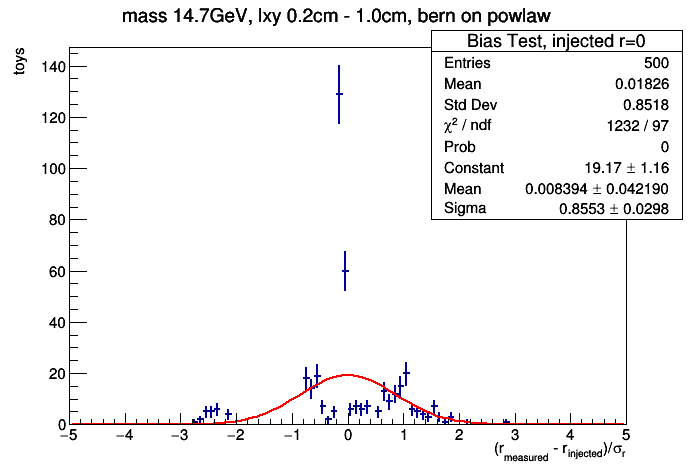 mass 14.7GeV, lxy 0.2cm - 1.0cm, bern on powlaw
Bias Test, injected r=0
Entries 500
Mean 0.01826
Std Dev 0.8518
χ² / ndf 1232 / 97
Prob 0
Constant 19.17 ± 1.16
Mean 0.008394 ± 0.042190
Sigma 0.8553 ± 0.0298
toys
140
120
100
80
60
40
20
0
−5 −4 −3 −2 −1 0 1 2 3 4 5
(r_measured - r_injected)/σ_r